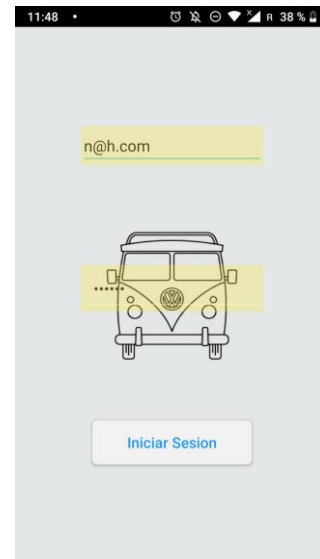 11:48
R 38 %
n@h.com
••••••
Iniciar Sesion